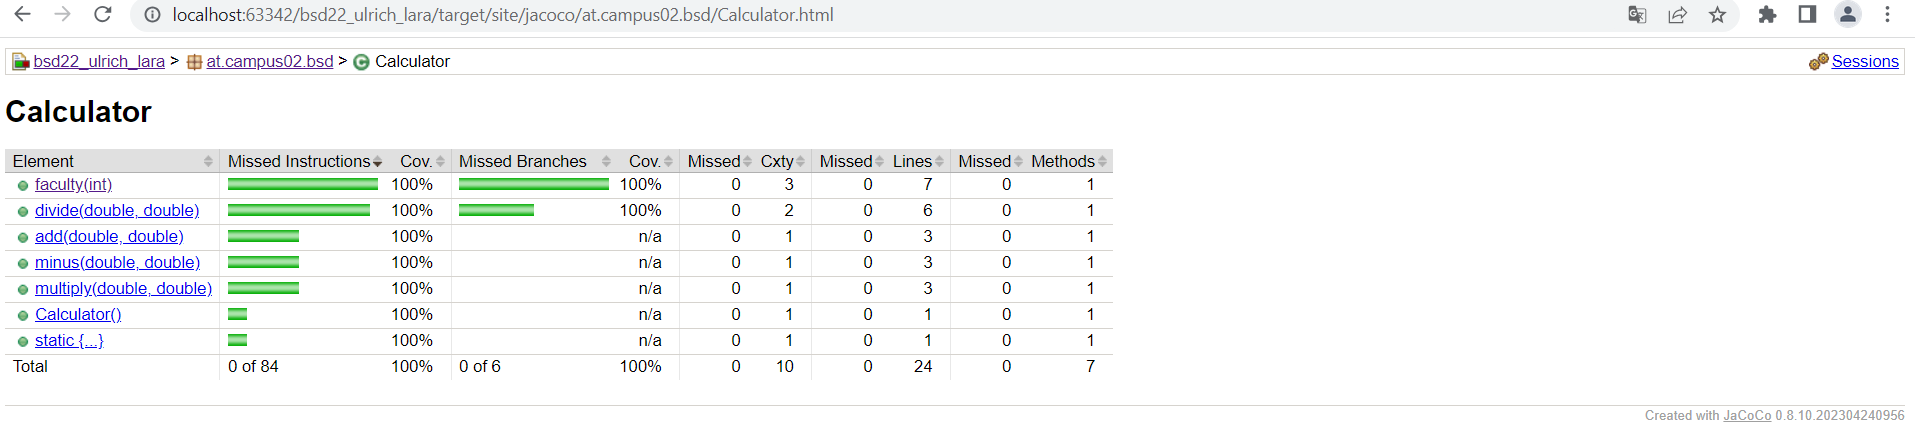 localhost:63342/bsd22_ulrich_lara/target/site/jacoco/at.campus02.bsd/Calculator.html
bsd22_ulrich_lara > at.campus02.bsd > Calculator Sessions
Calculator
Element Missed Instructions Cov. Missed Branches Cov. Missed Cxty Missed Lines Missed Methods
faculty(int) 100% 100% 0 3 0 7 0 1
divide(double, double) 100% 100% 0 2 0 6 0 1
add(double, double) 100% n/a 0 1 0 3 0 1
minus(double, double) 100% n/a 0 1 0 3 0 1
multiply(double, double) 100% n/a 0 1 0 3 0 1
Calculator() 100% n/a 0 1 0 1 0 1
static {...} 100% n/a 0 1 0 1 0 1
Total 0 of 84 100% 0 of 6 100% 0 10 0 24 0 7
Created with JaCoCo 0.8.10.202304240956